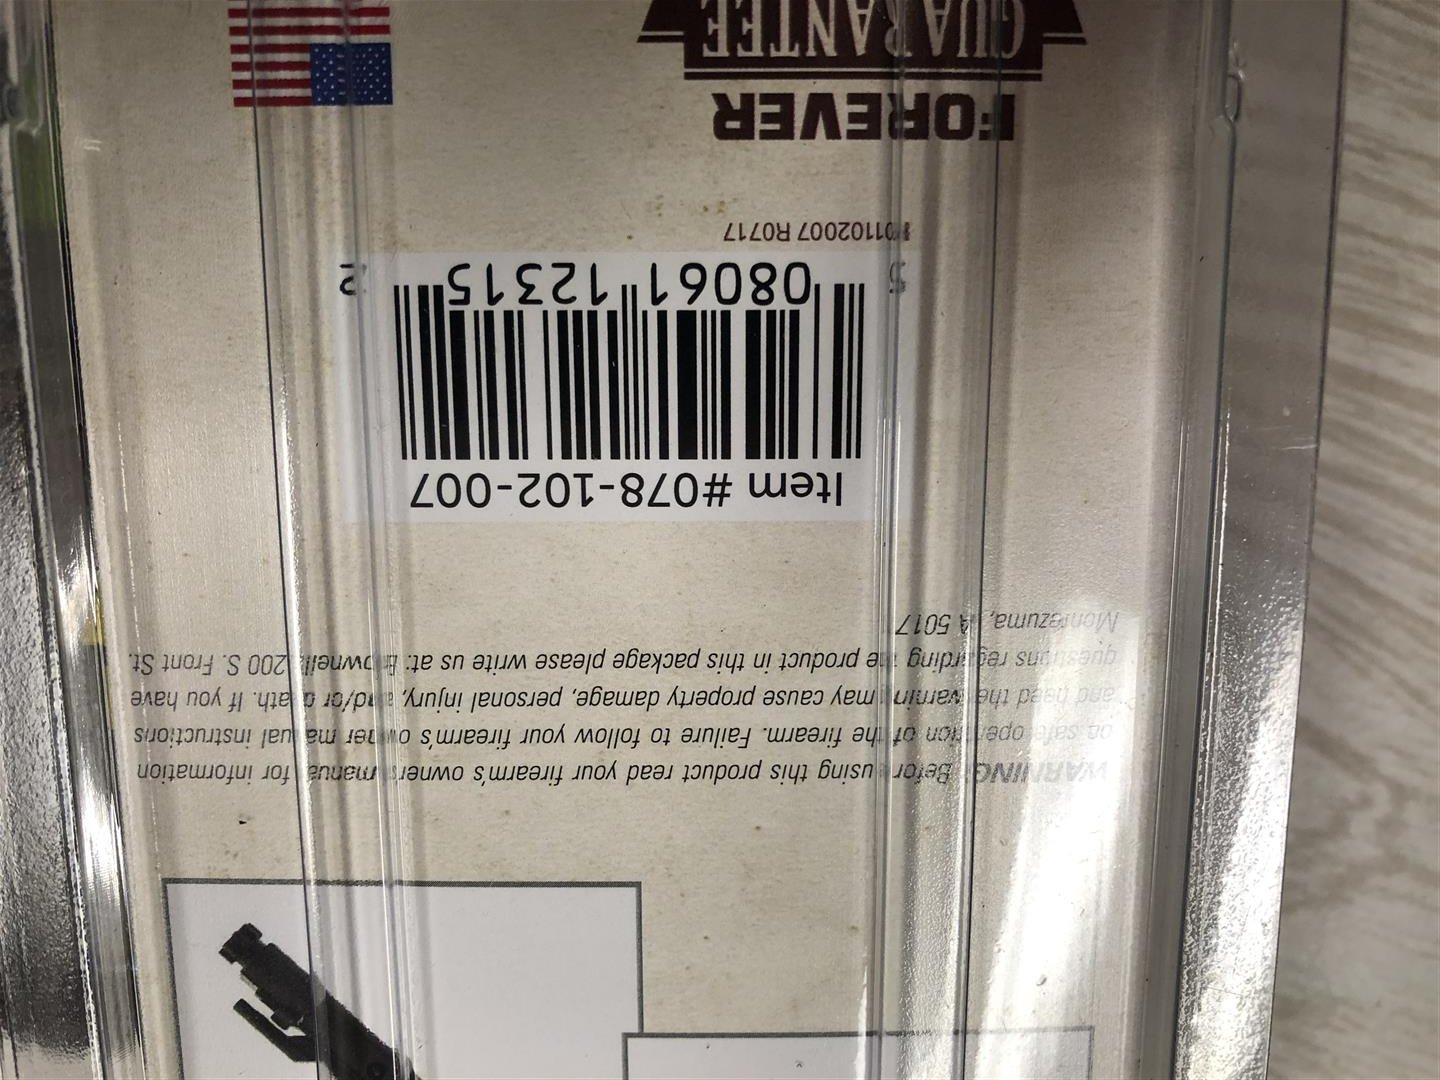 WARNING: Before using this product read your firearm's owners manual for information
on safe operation of the firearm. Failure to follow your firearm's owner manual instructions
and heed the warning may cause property damage, personal injury, and/or death. If you have
questions regarding the product in this package please write us at: Brownells 200 S. Front St.
Montezuma, IA 50171
Item #078-102-007
5 08061 12315 2
R0717
FOREVER
GUARANTEE